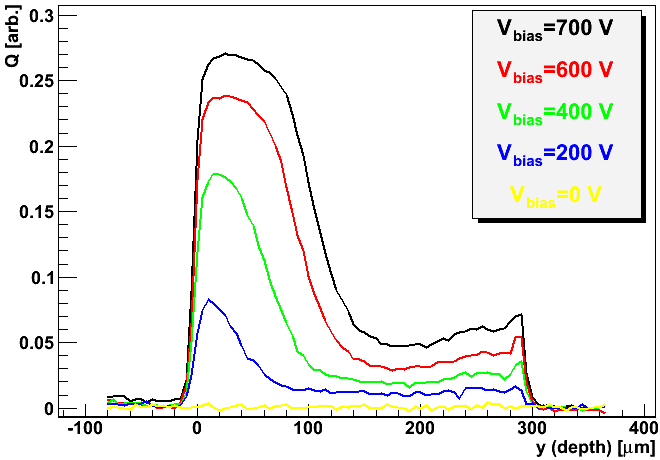 Q [arb.]
0.3
0.25
0.2
0.15
0.1
0.05
0
-100 0 100 200 300 400
y (depth) [μm]
V_bias=700 V
V_bias=600 V
V_bias=400 V
V_bias=200 V
V_bias=0 V